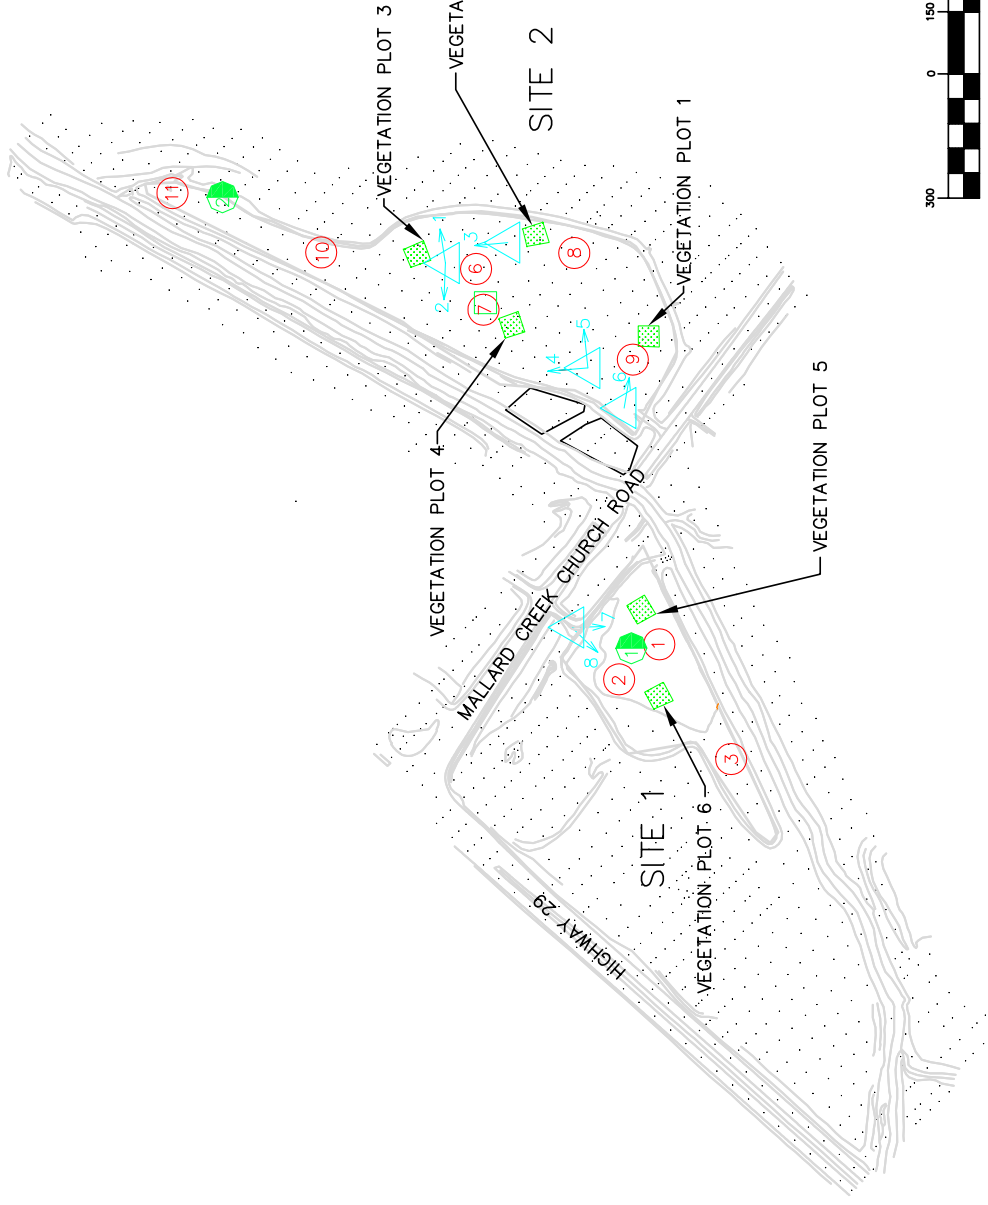 VEGETATION PLOT 3
VEGETA
SITE 2
VEGETATION PLOT 1
VEGETATION PLOT 4
VEGETATION PLOT 5
MALLARD CREEK CHURCH ROAD
SITE 1
VEGETATION PLOT 6
HIGHWAY 29
11
2
10
1
2
3
6
7
8
4
5
9
6
7
8
1
1
2
3
300
0
150